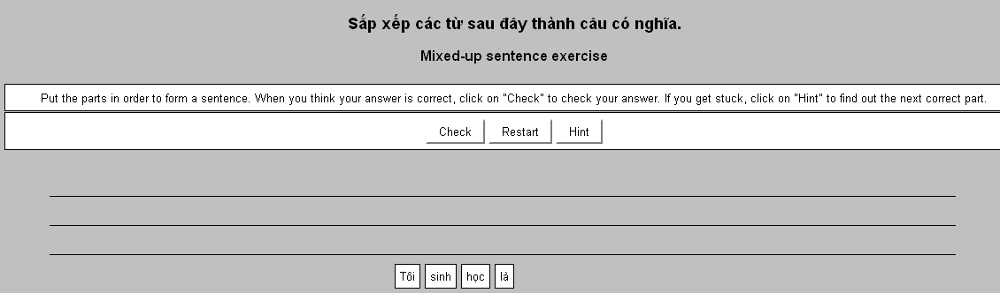 Sắp xếp các từ sau đây thành câu có nghĩa.
Mixed-up sentence exercise
Put the parts in order to form a sentence. When you think your answer is correct, click on "Check" to check your answer. If you get stuck, click on "Hint" to find out the next correct part.
Check Restart Hint
Tôi sinh học là